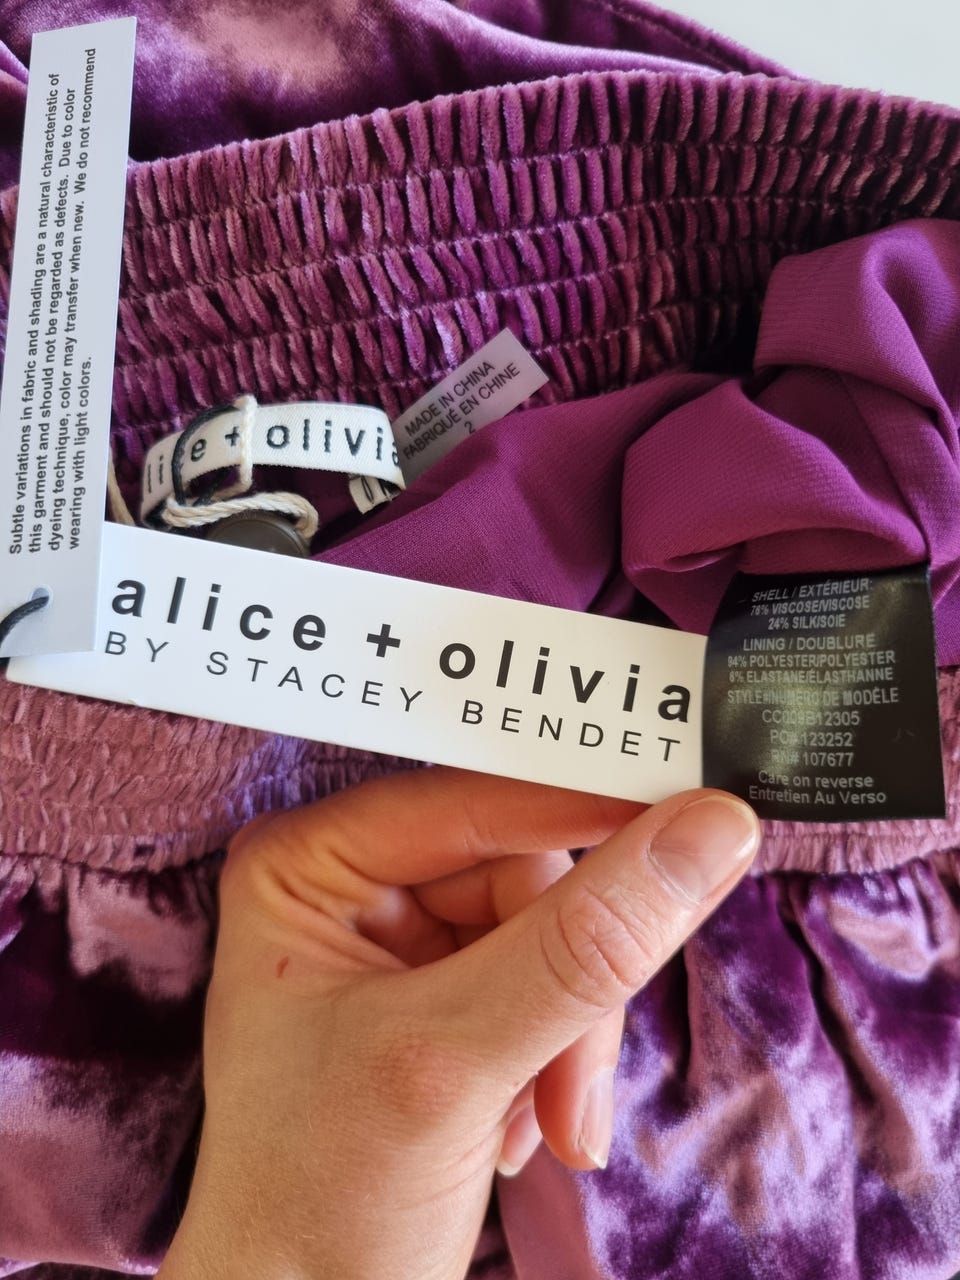 Subtle variations in fabric and shading are a natural characteristic of
this garment and should not be regarded as defects. Due to color
dyeing technique, color may transfer when new. We do not recommend
wearing with light colors.
e + olivia
MADE IN CHINA
FABRIQUÉ EN CHINE
2
alice + olivia
BY STACEY BENDET
SHELL / EXTÉRIEUR:
76% VISCOSE/VISCOSE
24% SILK/SOIE
LINING / DOUBLURE
94% POLYESTER/POLYESTER
6% ELASTANE/ÉLASTHANNE
STYLE#/NUMÉRO DE MODÈLE
CC009B12305
PO# 123252
RN# 107677
Care on reverse
Entretien Au Verso